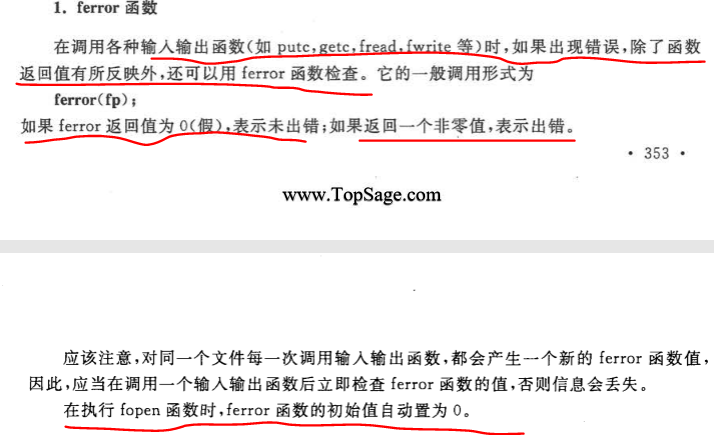 1. ferror 函数
在调用各种输入输出函数(如 putc,getc,fread,fwrite 等)时,如果出现错误,除了函数
返回值有所反映外,还可以用 ferror 函数检查。它的一般调用形式为
ferror(fp);
如果 ferror 返回值为 0(假),表示未出错;如果返回一个非零值,表示出错。
• 353 •
www.TopSage.com
应该注意,对同一个文件每一次调用输入输出函数,都会产生一个新的 ferror 函数值,
因此,应当在调用一个输入输出函数后立即检查 ferror 函数的值,否则信息会丢失。
在执行 fopen 函数时,ferror 函数的初始值自动置为 0。